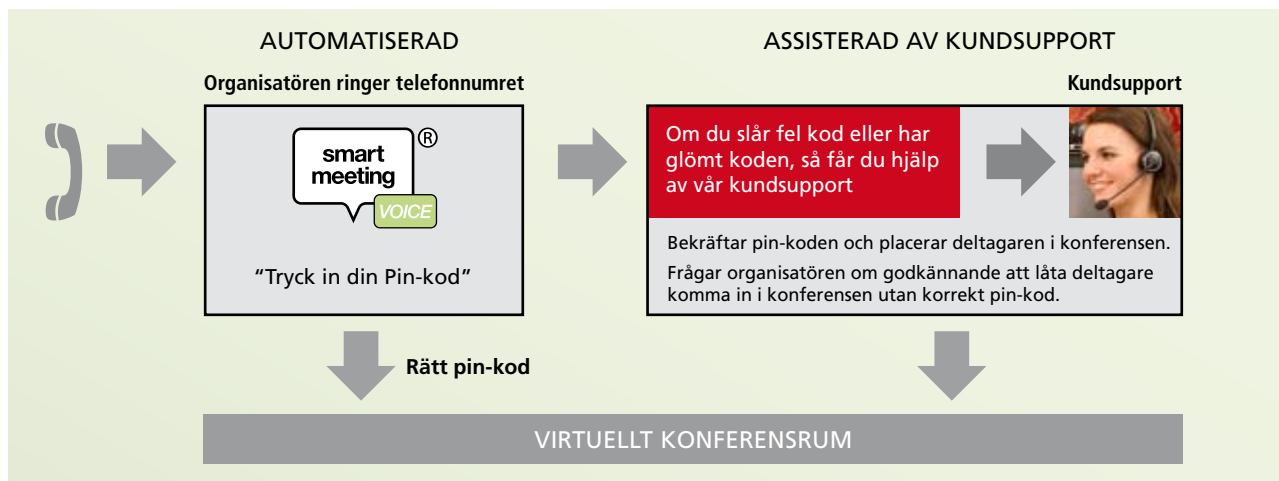 AUTOMATISERAD
Organisatören ringer telefonnumret
smart
meeting
®
VOICE
“Tryck in din Pin-kod”
Rätt pin-kod
ASSISTERAD AV KUNDSUPPORT
Kundsupport
Om du slår fel kod eller har
glömt koden, så får du hjälp
av vår kundsupport
Bekräftar pin-koden och placerar deltagaren i konferensen.
Frågar organisatören om godkännande att låta deltagare
komma in i konferensen utan korrekt pin-kod.
VIRTUELLT KONFERENSRUM